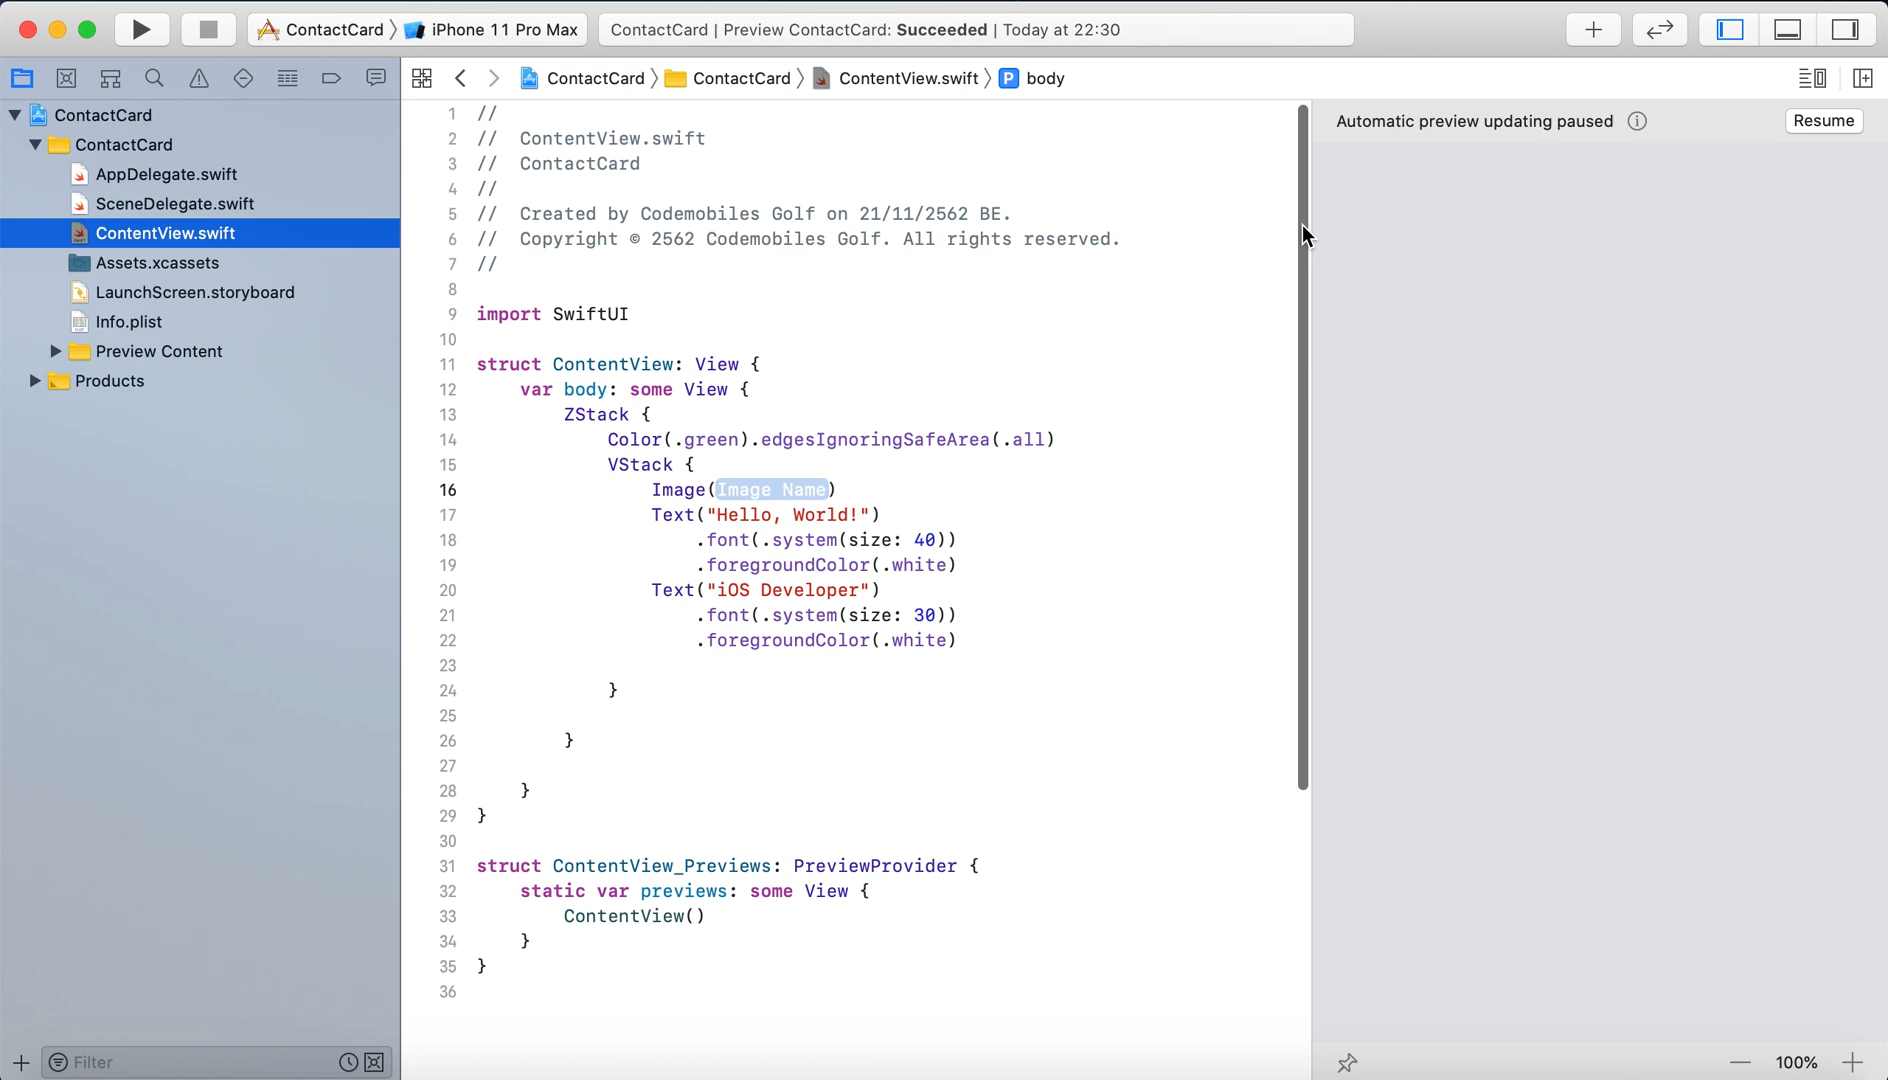 ContactCard 〉 iPhone 11 Pro Max
ContactCard | Preview ContactCard: Succeeded | Today at 22:30
ContactCard 〉 ContactCard 〉 ContentView.swift 〉 P body
ContactCard
ContactCard
AppDelegate.swift
SceneDelegate.swift
ContentView.swift
Assets.xcassets
LaunchScreen.storyboard
Info.plist
Preview Content
Products
Filter
1 //
2 // ContentView.swift
3 // ContactCard
4 //
5 // Created by Codemobiles Golf on 21/11/2562 BE.
6 // Copyright © 2562 Codemobiles Golf. All rights reserved.
7 //
8
9 import SwiftUI
10
11 struct ContentView: View {
12 var body: some View {
13 ZStack {
14 Color(.green).edgesIgnoringSafeArea(.all)
15 VStack {
16 Image(Image Name)
17 Text("Hello, World!")
18 .font(.system(size: 40))
19 .foregroundColor(.white)
20 Text("iOS Developer")
21 .font(.system(size: 30))
22 .foregroundColor(.white)
23
24 }
25
26 }
27
28 }
29 }
30
31 struct ContentView_Previews: PreviewProvider {
32 static var previews: some View {
33 ContentView()
34 }
35 }
36
Automatic preview updating paused
Resume
100%